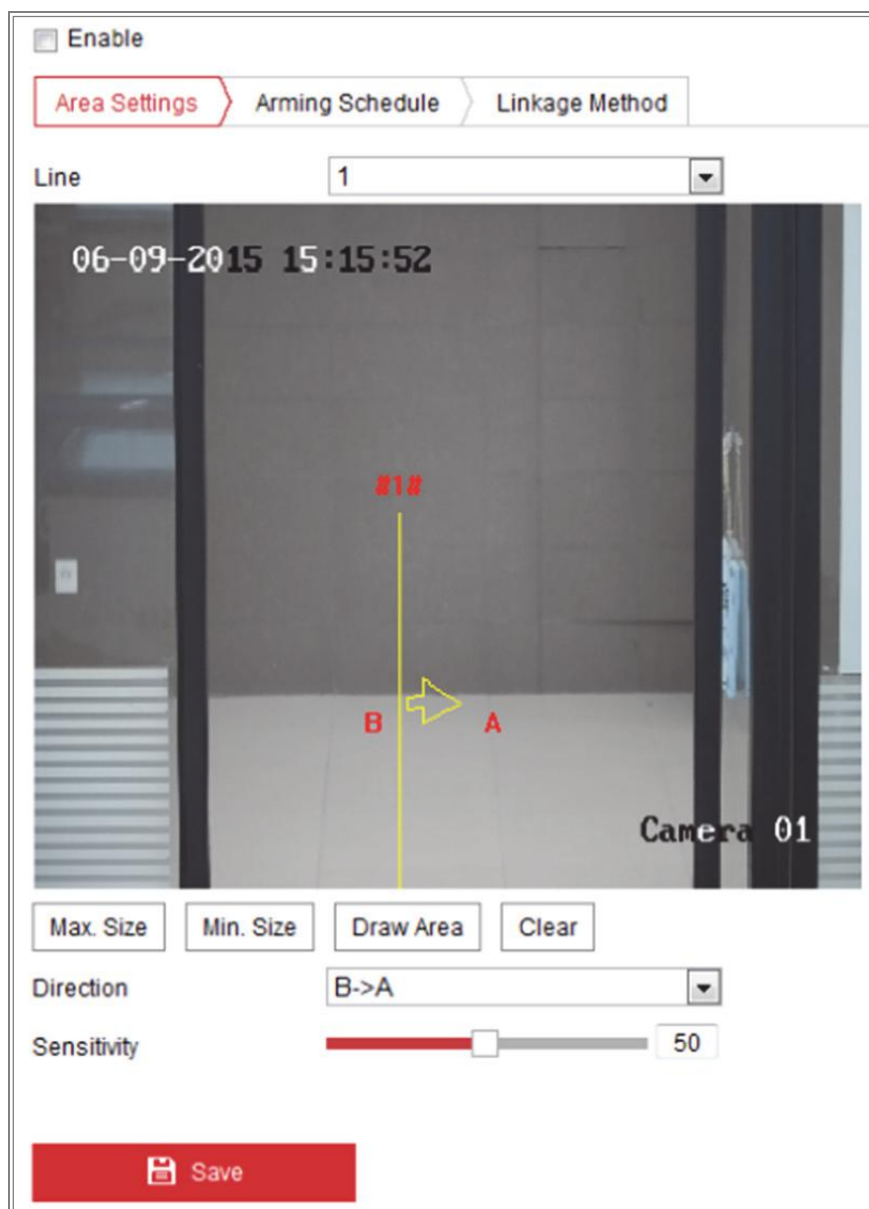 Enable
Area Settings Arming Schedule Linkage Method
Line 1
06-09-2015 15:15:52
#1#
B A
Camera 01
Max. Size Min. Size Draw Area Clear
Direction B->A
Sensitivity 50
Save